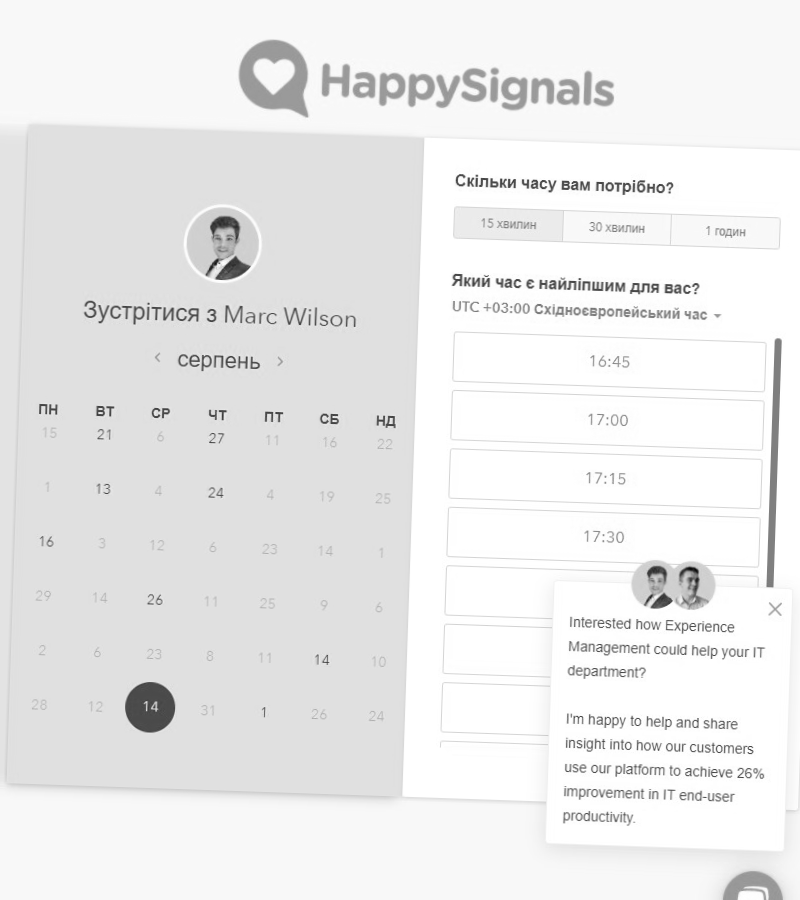 HappySignals
Зустрітися з Marc Wilson
серпень
ПН ВТ СР ЧТ ПТ СБ НД
15 21 6 27 11 16 22
1 13 4 24 4 19 25
16 3 12 6 23 14 1
29 14 26 11 25 9 6
2 6 23 8 11 14 10
28 12 14 31 1 26 24
Скільки часу вам потрібно?
15 хвилин 30 хвилин 1 годин
Який час є найліпшим для вас?
UTC +03:00 Східноєвропейський час
16:45
17:00
17:15
17:30
Interested how Experience
Management could help your IT
department?
I'm happy to help and share
insight into how our customers
use our platform to achieve 26%
improvement in IT end-user
productivity.